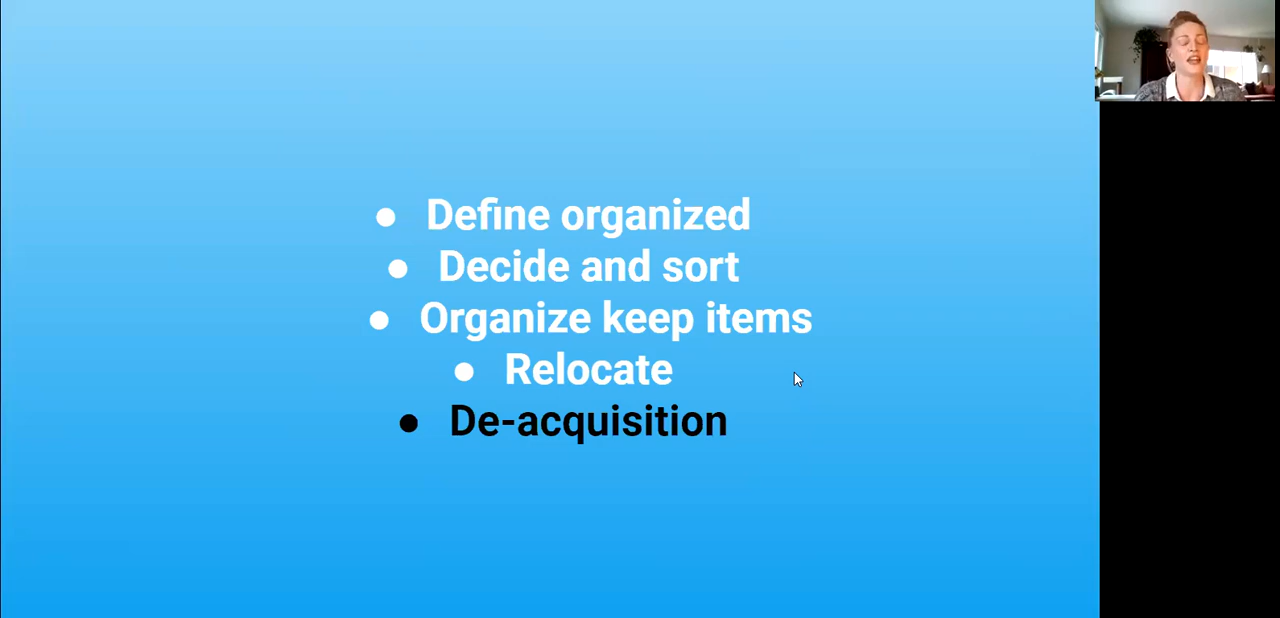 ● Define organized
● Decide and sort
● Organize keep items
● Relocate
● De-acquisition